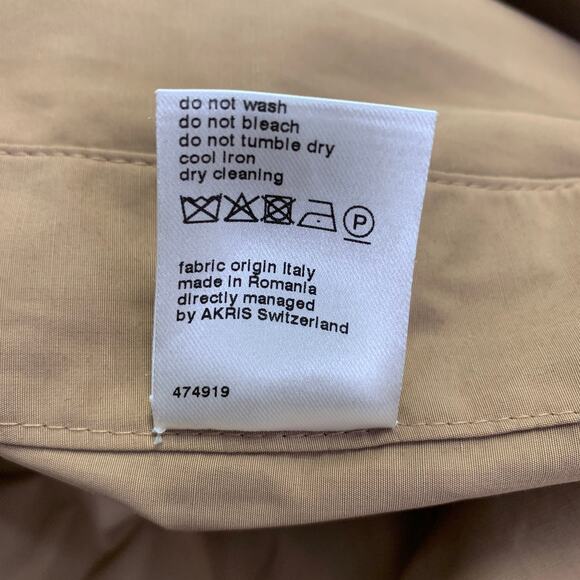 do not wash
do not bleach
do not tumble dry
cool iron
dry cleaning
P
fabric origin Italy
made in Romania
directly managed
by AKRIS Switzerland
474919